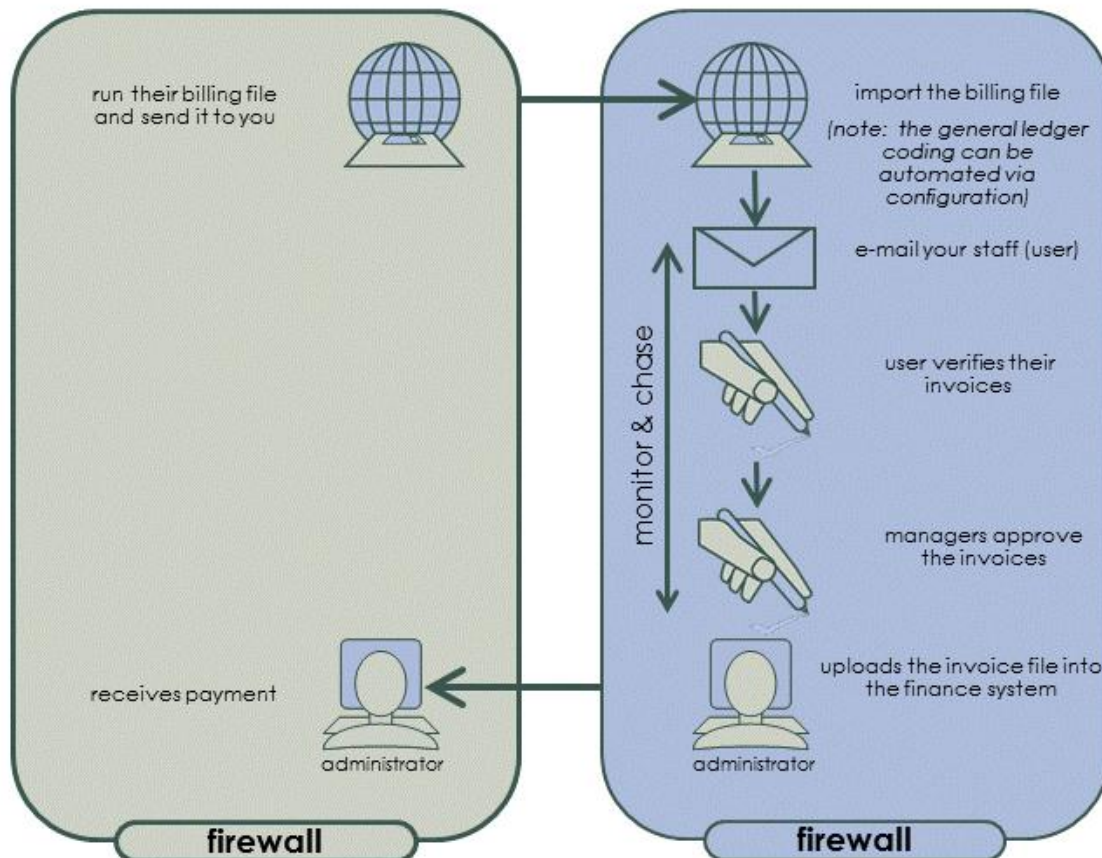 run their billing file
and send it to you
import the billing file
(note: the general ledger
coding can be
automated via
configuration)
e-mail your staff (user)
monitor & chase
user verifies their
invoices
managers approve
the invoices
receives payment
administrator
uploads the invoice file into
the finance system
administrator
firewall
firewall